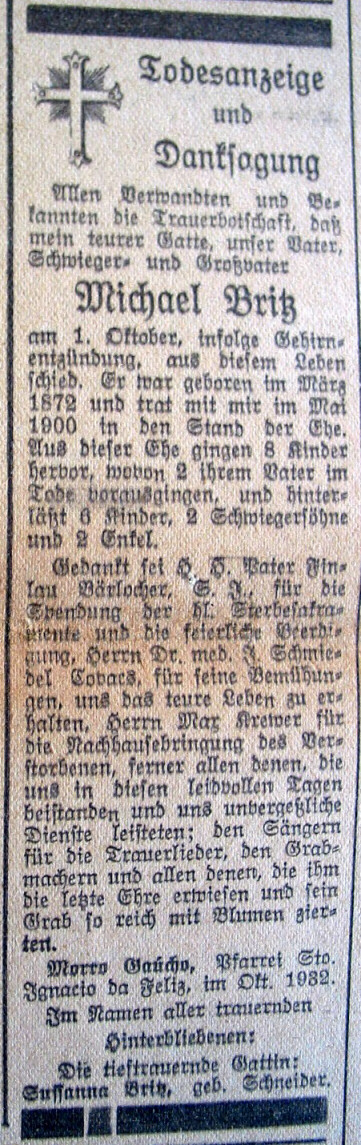 Todesanzeige
und
Danksagung
Allen Verwandten und Be-
kannten die Trauerbotschaft, daß
mein teurer Gatte, unser Vater,
Schwieger- und Großvater
Michael Britz
am 1. Oktober, infolge Gehirn-
entzündung, aus diesem Leben
schied. Er war geboren im März
1872 und trat mit mir im Mai
1900 in den Stand der Ehe.
Aus dieser Ehe gingen 8 Kinder
hervor, wovon 2 ihrem Vater im
Tode vorausgingen, und hinter-
läßt 6 Kinder, 2 Schwiegersöhne
und 2 Enkel.
Gedankt sei H. H. Pater Fin-
lau Bärlocher, S. J., für die
Spendung der hl. Sterbesakra-
mente und die feierliche Beerdi-
gung, Herrn Dr. med. J. Schmie-
del Covacs, für seine Bemühun-
gen, uns das teure Leben zu er-
halten, Herrn Max Krewer für
die Nachhausebringung des Ver-
storbenen, ferner allen denen, die
uns in diesen leidvollen Tagen
beistanden und uns unvergeßliche
Dienste leisteten; den Sängern
für die Trauerlieder, den Grab-
machern und allen denen, die ihm
die letzte Ehre erwiesen und sein
Grab so reich mit Blumen zier-
ten.
Morro Gaúcho, Pfarrei Sto.
Ignacio da Feliz, im Okt. 1932.
Im Namen aller trauernden
Hinterbliebenen:
Die tieftrauernde Gattin:
Sussanna Britz, geb. Schneider.